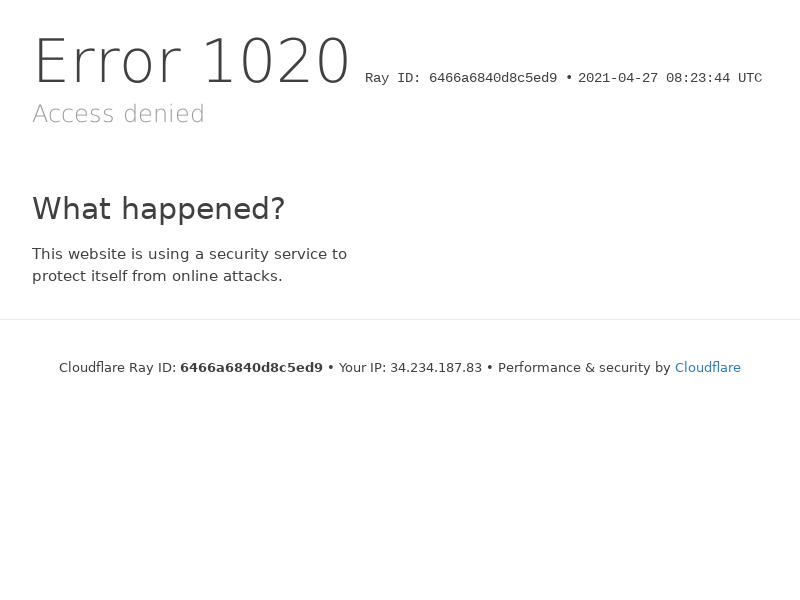 Error 1020 Ray ID: 6466a6840d8c5ed9 • 2021-04-27 08:23:44 UTC
Access denied
What happened?
This website is using a security service to
protect itself from online attacks.
Cloudflare Ray ID: 6466a6840d8c5ed9 • Your IP: 34.234.187.83 • Performance & security by Cloudflare